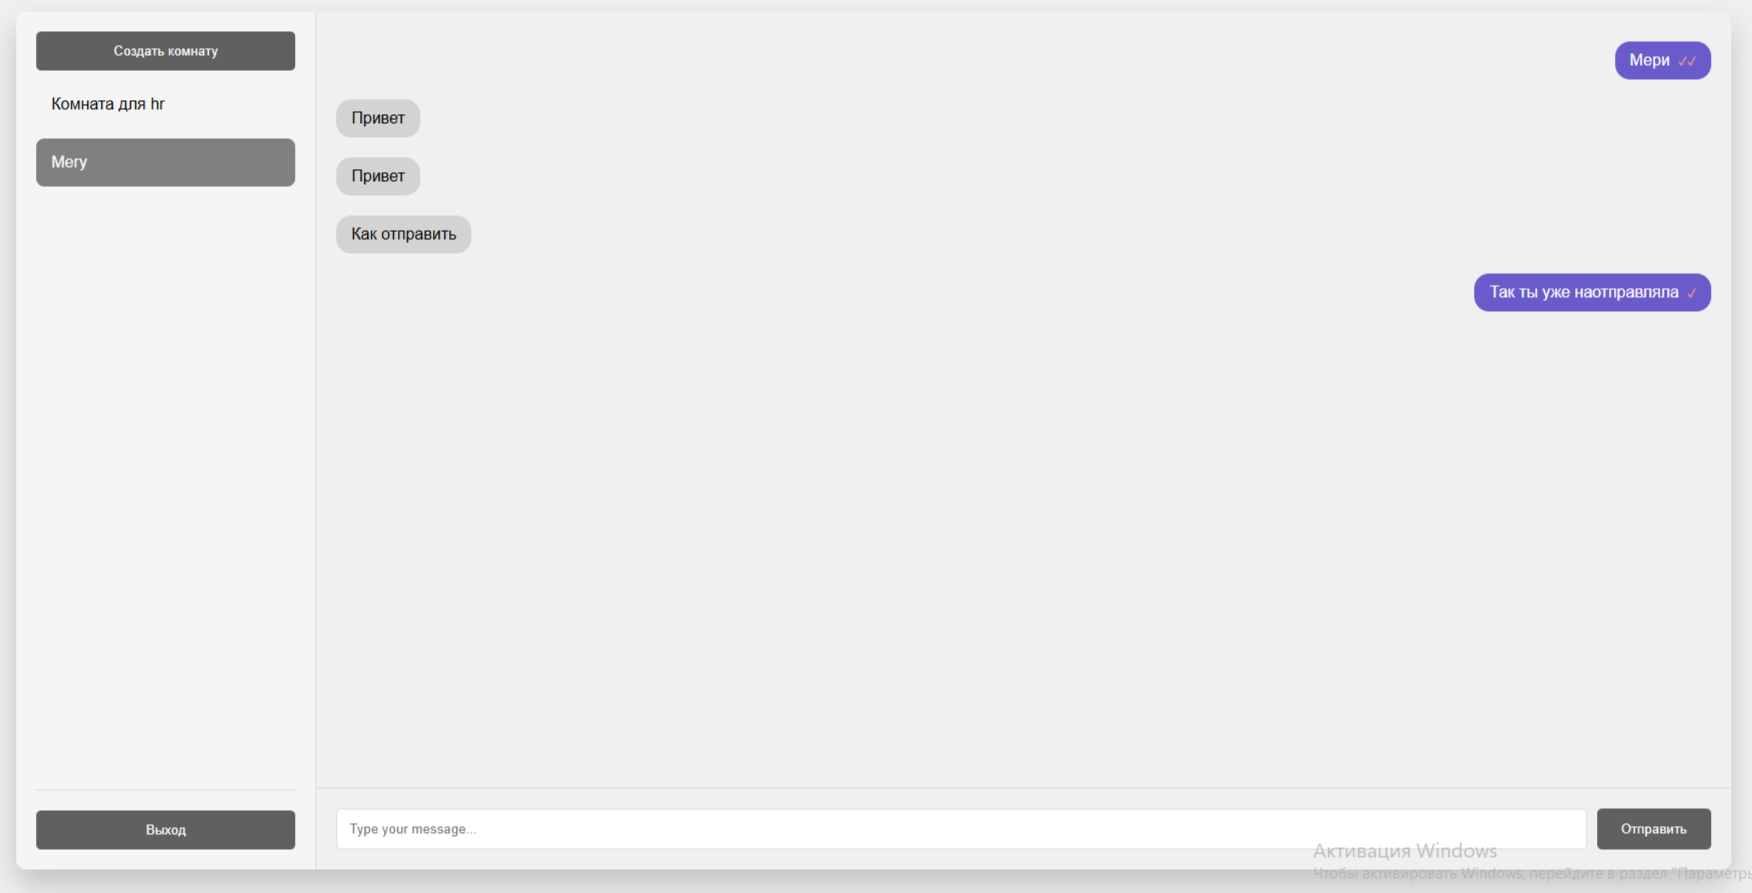 Создать комнату
Комната для hr
Mery
Выход
Мери ✓✓
Привет
Привет
Как отправить
Так ты уже наотправляла ✓
Type your message...
Отправить
Активация Windows
Чтобы активировать Windows, перейдите в раздел "Параметры